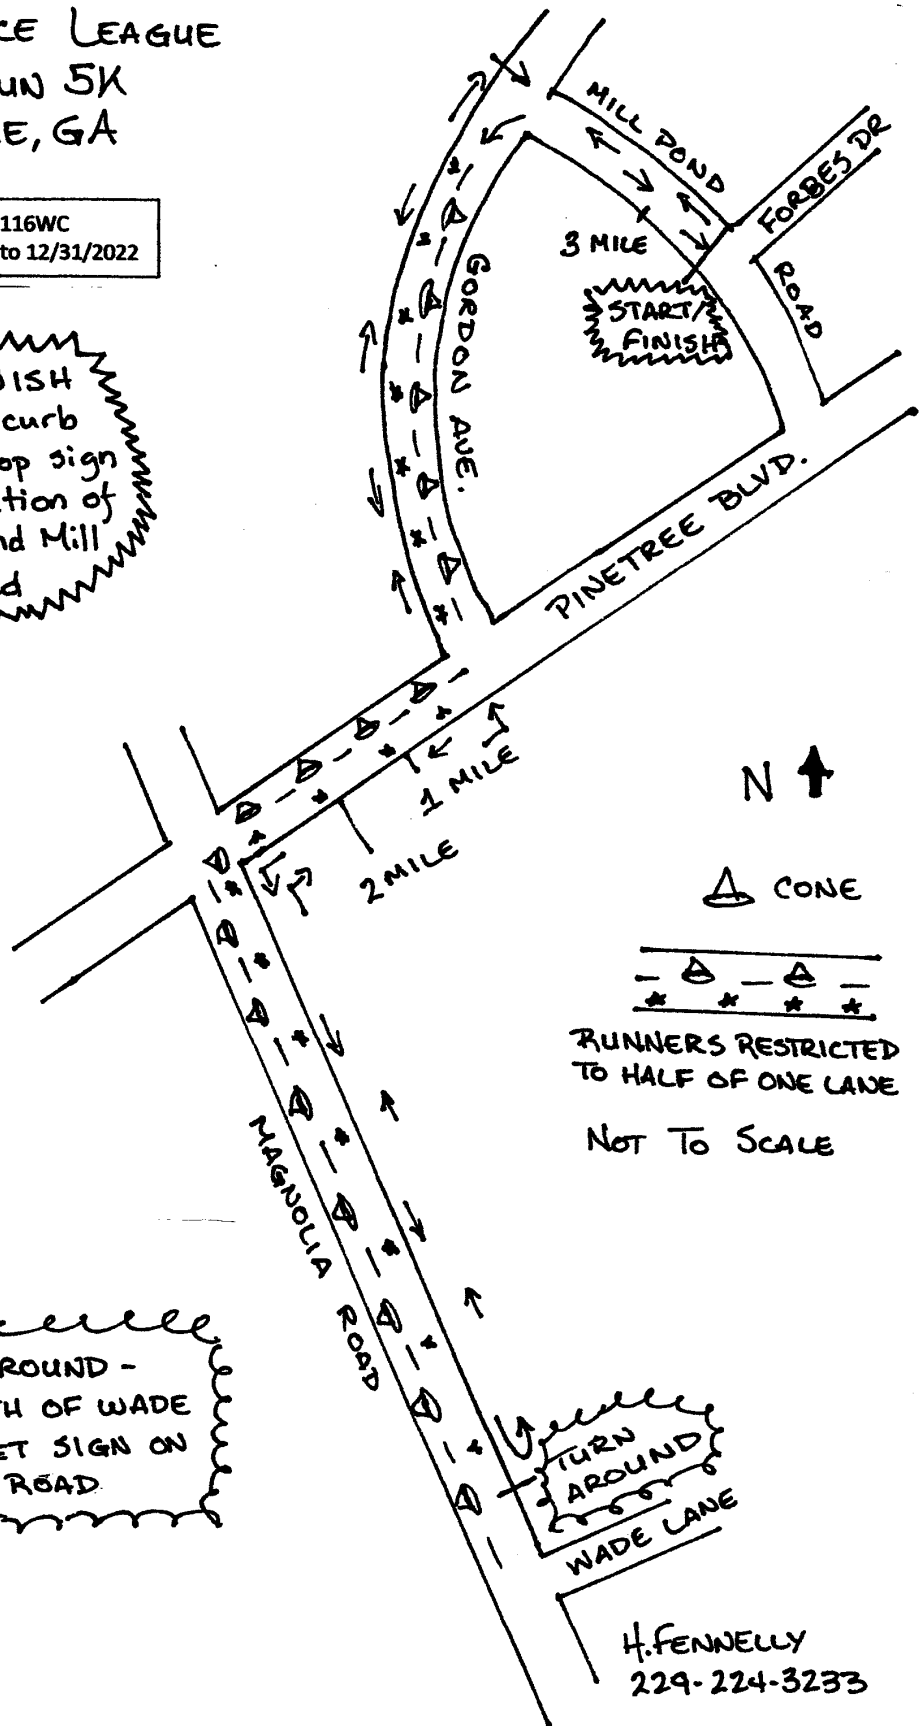 CE LEAGUE
UN 5K
E, GA
116WC
to 12/31/2022
ISH
curb
op sign
tion of
nd Mill
d
MILL POND
ROAD
FORBES DR
3 MILE
START/
FINISH
GORDON AVE.
PINETREE BLVD.
1 MILE
2 MILE
N
CONE
RUNNERS RESTRICTED
TO HALF OF ONE LANE
NOT TO SCALE
MAGNOLIA ROAD
ROUND -
TH OF WADE
ET SIGN ON
ROAD
TURN
AROUND
WADE LANE
H. FENNELLY
229-224-3233